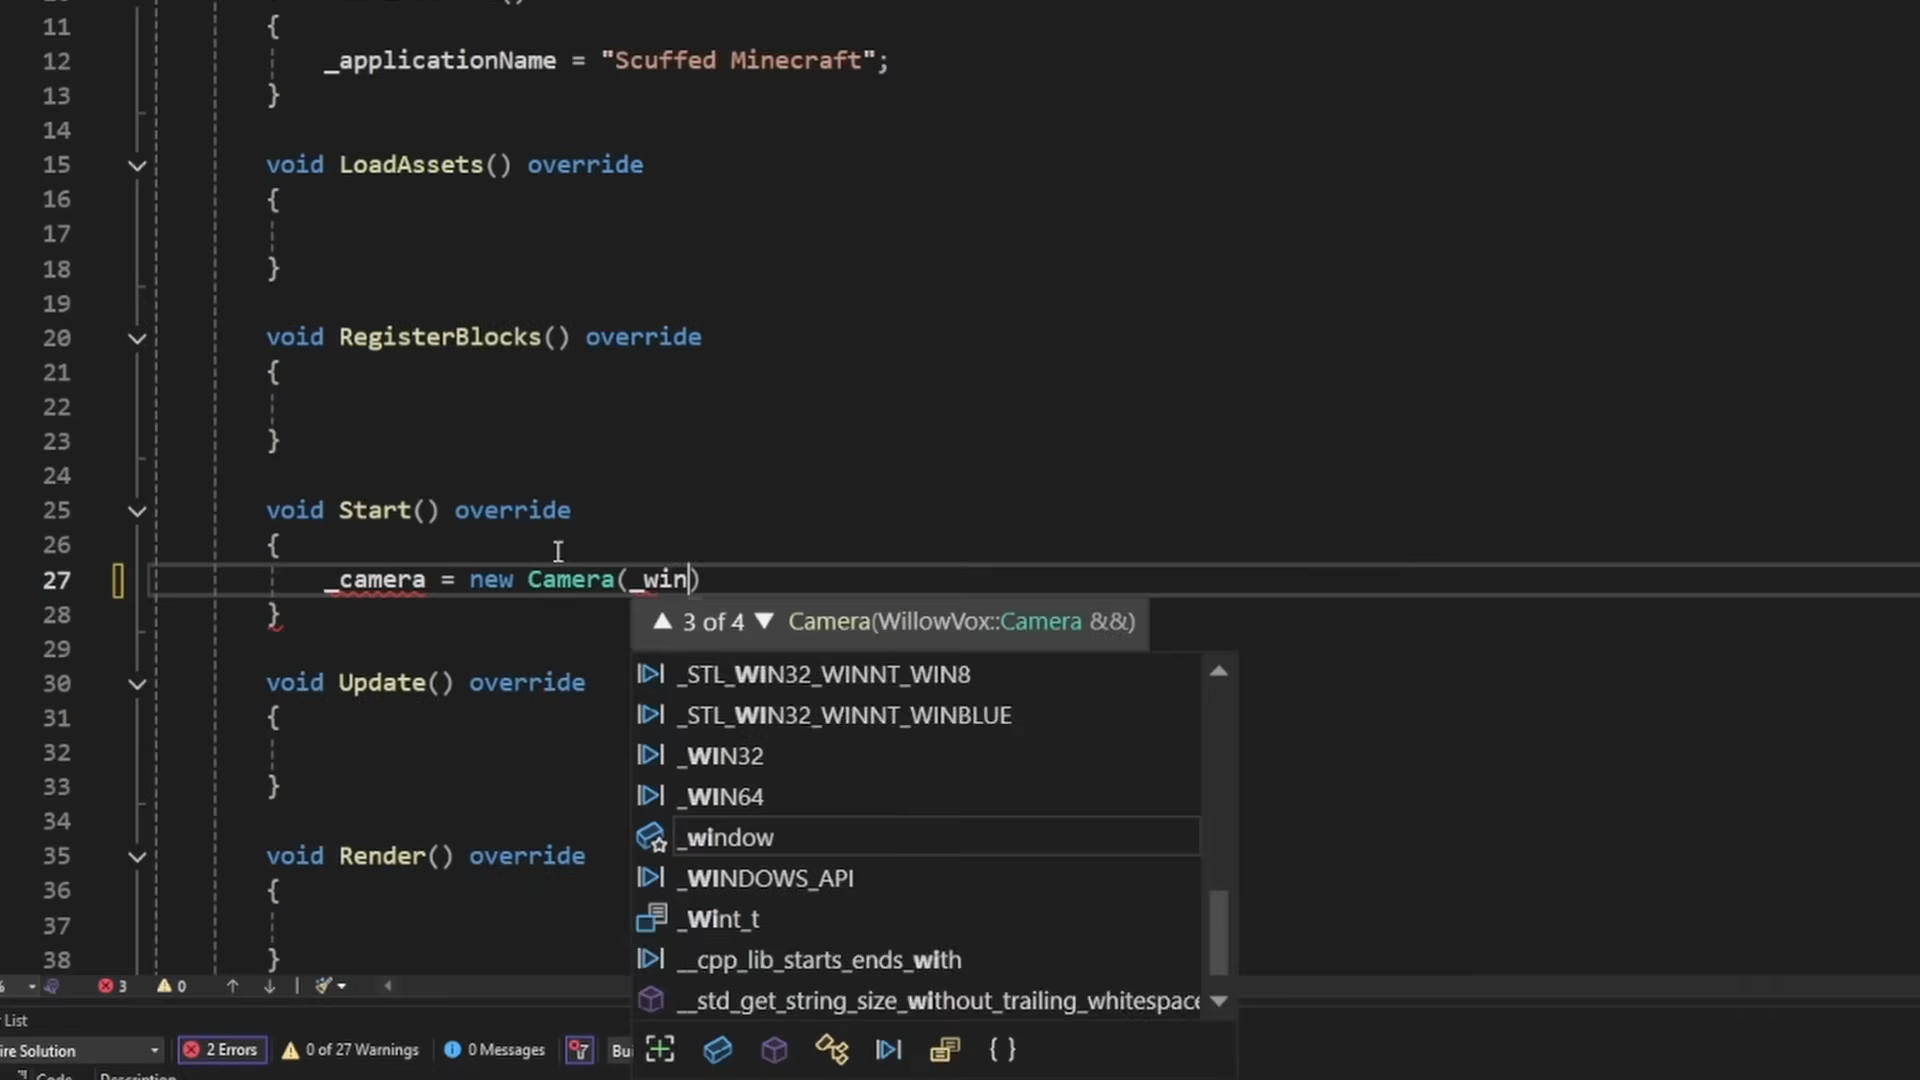 11 {
12 _applicationName = "Scuffed Minecraft";
13 }
14
15 void LoadAssets() override
16 {
17
18 }
19
20 void RegisterBlocks() override
21 {
22
23 }
24
25 void Start() override
26 {
27 _camera = new Camera(_win)
28 }
3 of 4 Camera(WillowVox::Camera &&)
29
30 void Update() override
31 {
32
33 }
34
35 void Render() override
36 {
37
38 }
_STL_WIN32_WINNT_WIN8
_STL_WIN32_WINNT_WINBLUE
_WIN32
_WIN64
_window
_WINDOWS_API
_Wint_t
__cpp_lib_starts_ends_with
__std_get_string_size_without_trailing_whitespace
{ }
% 3 0
List
ire Solution 2 Errors 0 of 27 Warnings 0 Messages Bui
Code Description